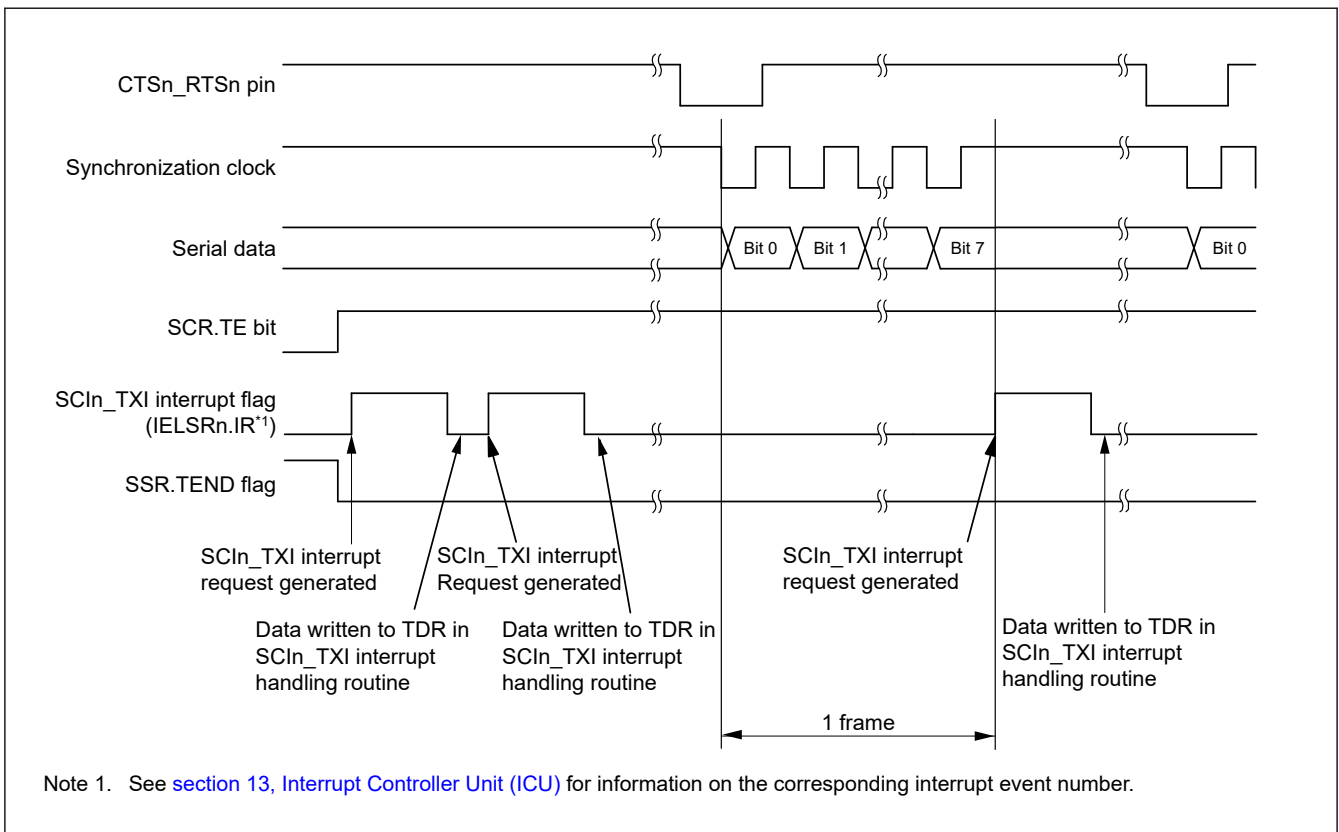 CTSn_RTSn pin
Synchronization clock
Serial data
Bit 0
Bit 1
Bit 7
Bit 0
SCR.TE bit
SCIn_TXI interrupt flag
(IELSRn.IR*1)
SSR.TEND flag
SCIn_TXI interrupt
request generated
SCIn_TXI interrupt
Request generated
SCIn_TXI interrupt
request generated
Data written to TDR in
SCIn_TXI interrupt
handling routine
Data written to TDR in
SCIn_TXI interrupt
handling routine
Data written to TDR in
SCIn_TXI interrupt
handling routine
1 frame
Note 1. See section 13, Interrupt Controller Unit (ICU) for information on the corresponding interrupt event number.